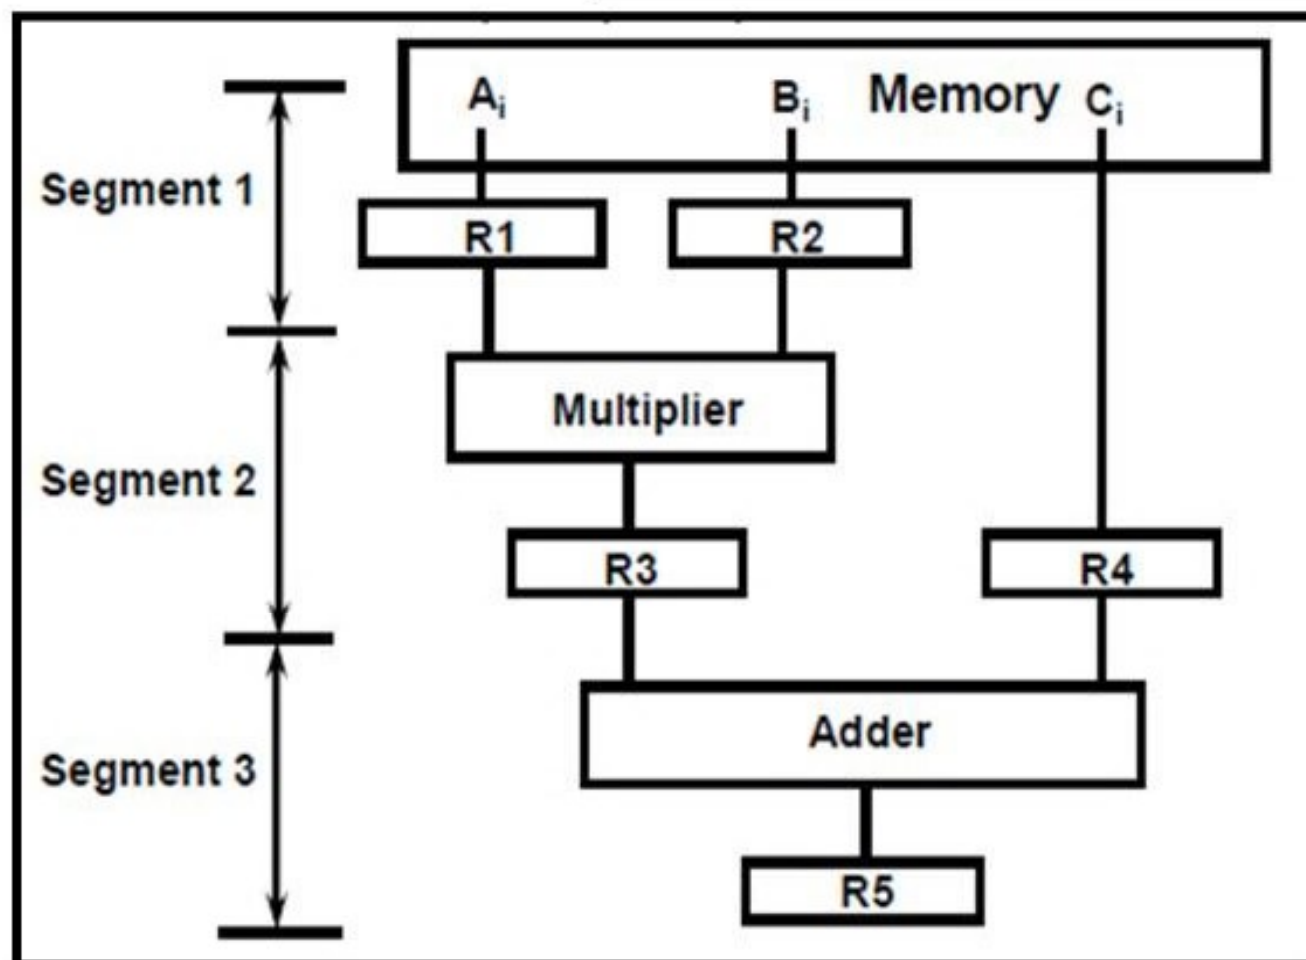 Aᵢ Bᵢ Memory Cᵢ
Segment 1
R1 R2
Multiplier
Segment 2
R3 R4
Adder
Segment 3
R5